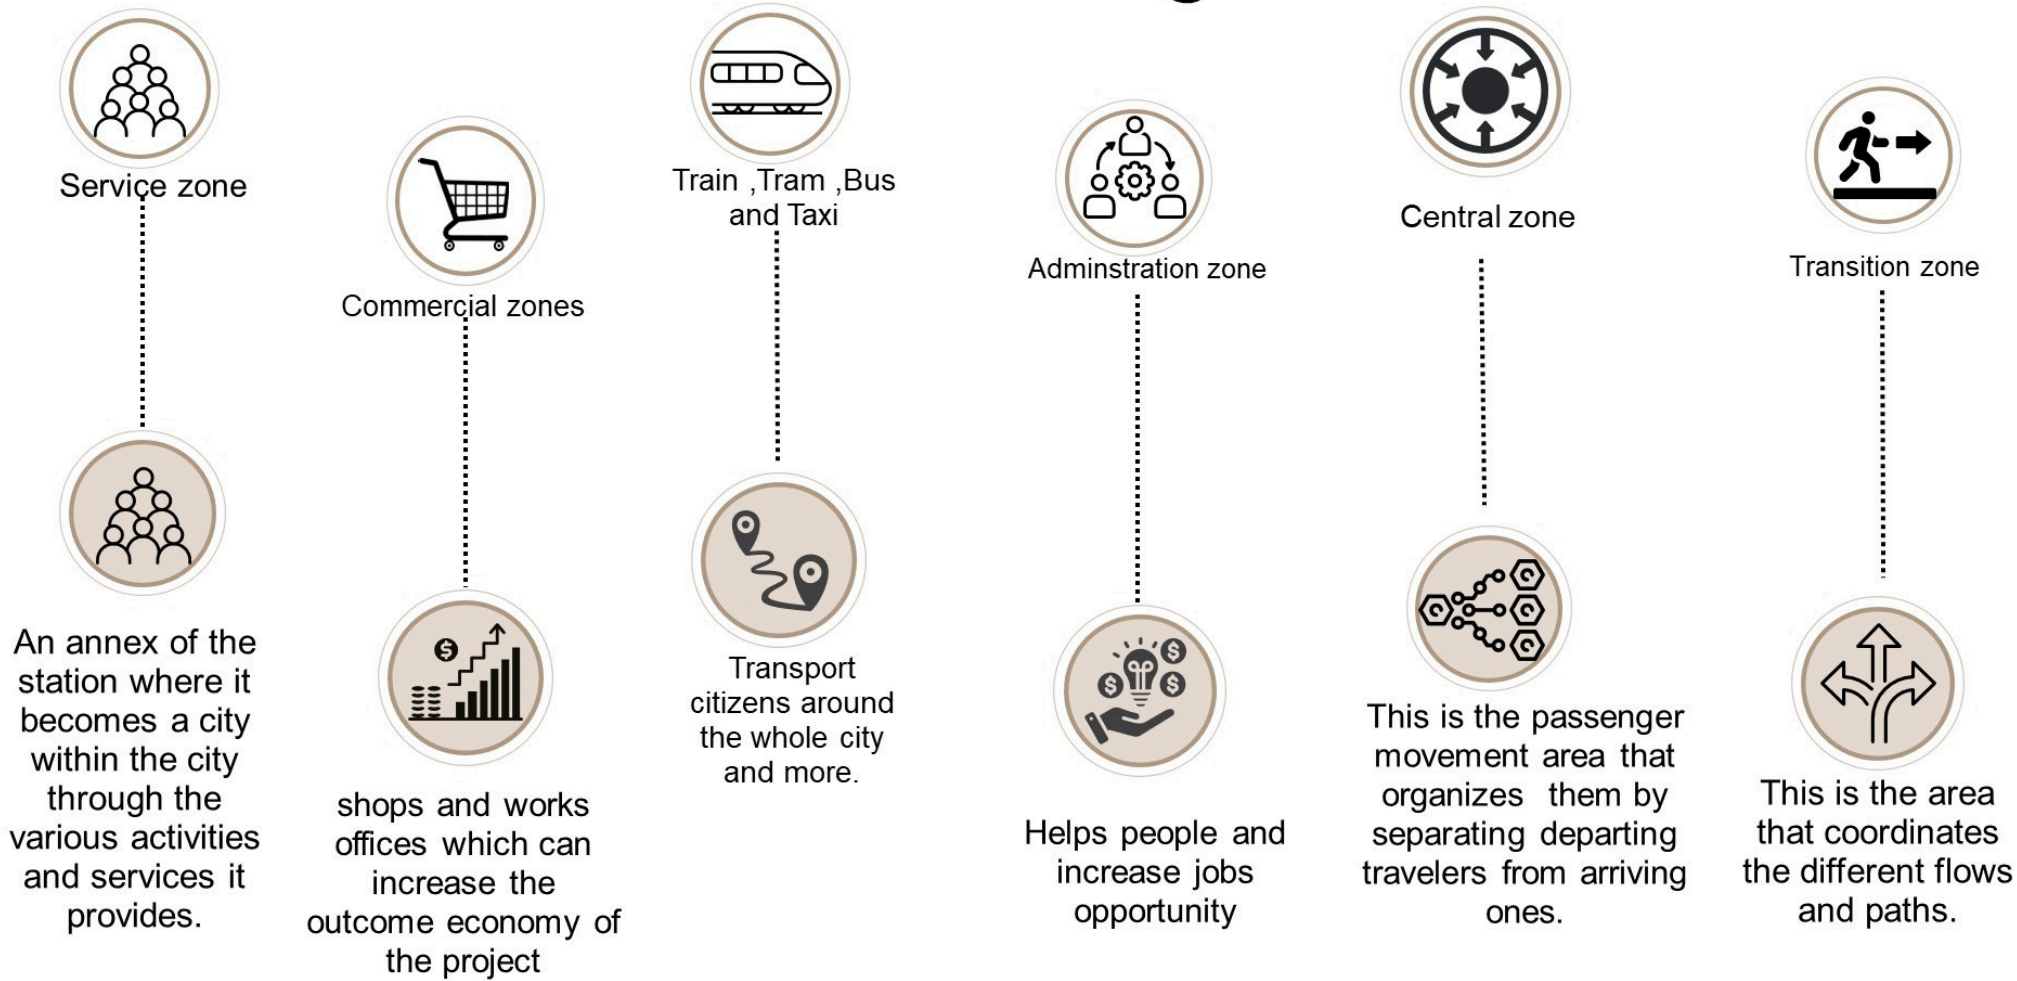 Service zone
An annex of the
station where it
becomes a city
within the city
through the
various activities
and services it
provides.
Commercial zones
shops and works
offices which can
increase the
outcome economy of
the project
Train ,Tram ,Bus
and Taxi
Transport
citizens around
the whole city
and more.
Adminstration zone
Helps people and
increase jobs
opportunity
Central zone
This is the passenger
movement area that
organizes them by
separating departing
travelers from arriving
ones.
Transition zone
This is the area
that coordinates
the different flows
and paths.